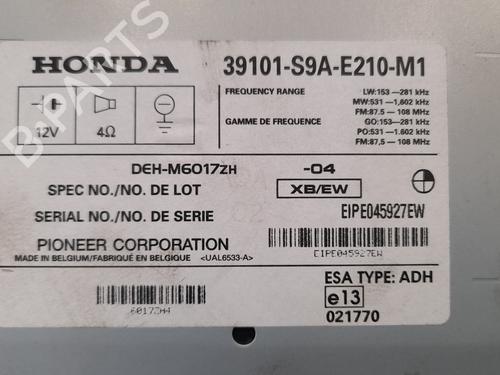 HONDA
39101-S9A-E210-M1
FREQUENCY RANGE
LW:153 —281 kHz
MW:531 —1,602 kHz
FM:87.5 — 108 MHz
GAMME DE FREQUENCE
GO:153 —281 kHz
PO:531 —1.602 kHz
FM:87.5 — 108 MHz
12V
4Ω
DEH-M6017ZH
-04
SPEC NO./NO. DE LOT
XB/EW
SERIAL NO./NO. DE SERIE
EIPE045927EW
PIONEER CORPORATION
MADE IN BELGIUM/FABRIQUÉ EN BELGIQUE
<UAL6533-A>
EIPE045927EW
ESA TYPE: ADH
e13
021770
6017ZH4